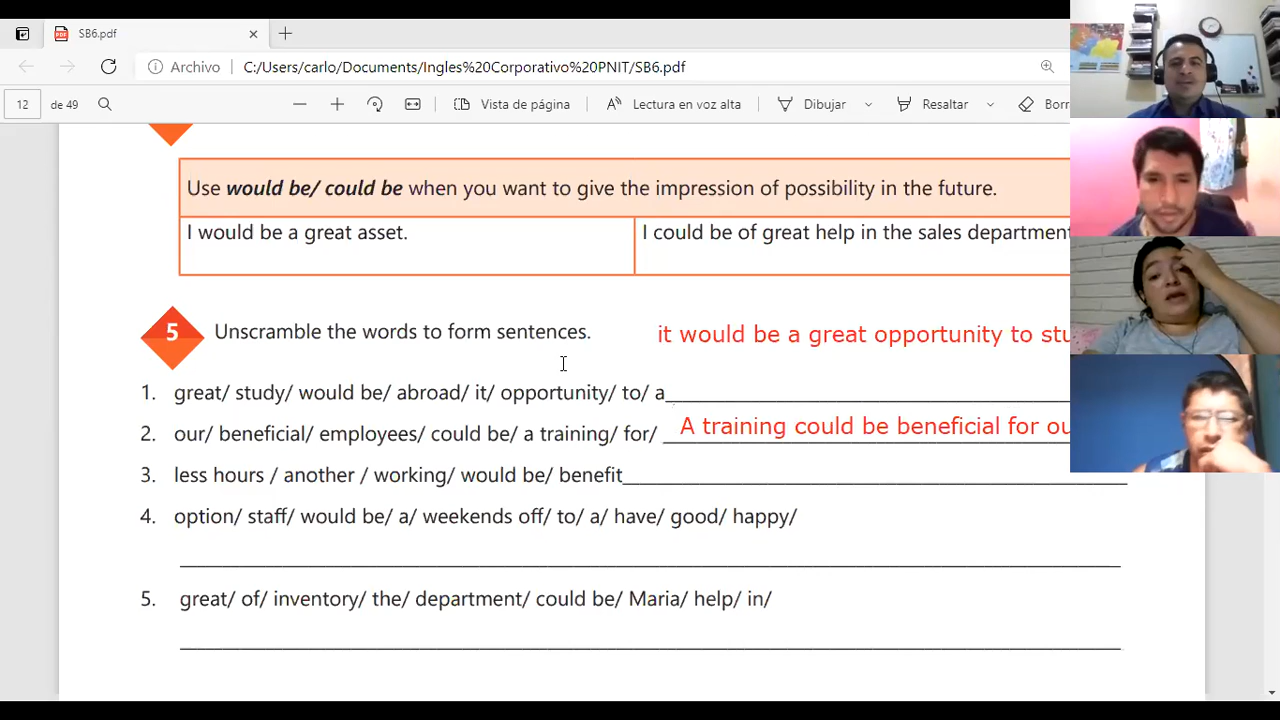 SB6.pdf
Archivo
C:/Users/carlo/Documents/Ingles%20Corporativo%20PNIT/SB6.pdf
12 de 49
Vista de página
Lectura en voz alta
Dibujar
Resaltar
Borr
Use would be/ could be when you want to give the impression of possibility in the future.
I would be a great asset.
I could be of great help in the sales department
5 Unscramble the words to form sentences.
it would be a great opportunity to stu
1. great/ study/ would be/ abroad/ it/ opportunity/ to/ a
2. our/ beneficial/ employees/ could be/ a training/ for/
A training could be beneficial for ou
3. less hours / another / working/ would be/ benefit
4. option/ staff/ would be/ a/ weekends off/ to/ a/ have/ good/ happy/
5. great/ of/ inventory/ the/ department/ could be/ Maria/ help/ in/